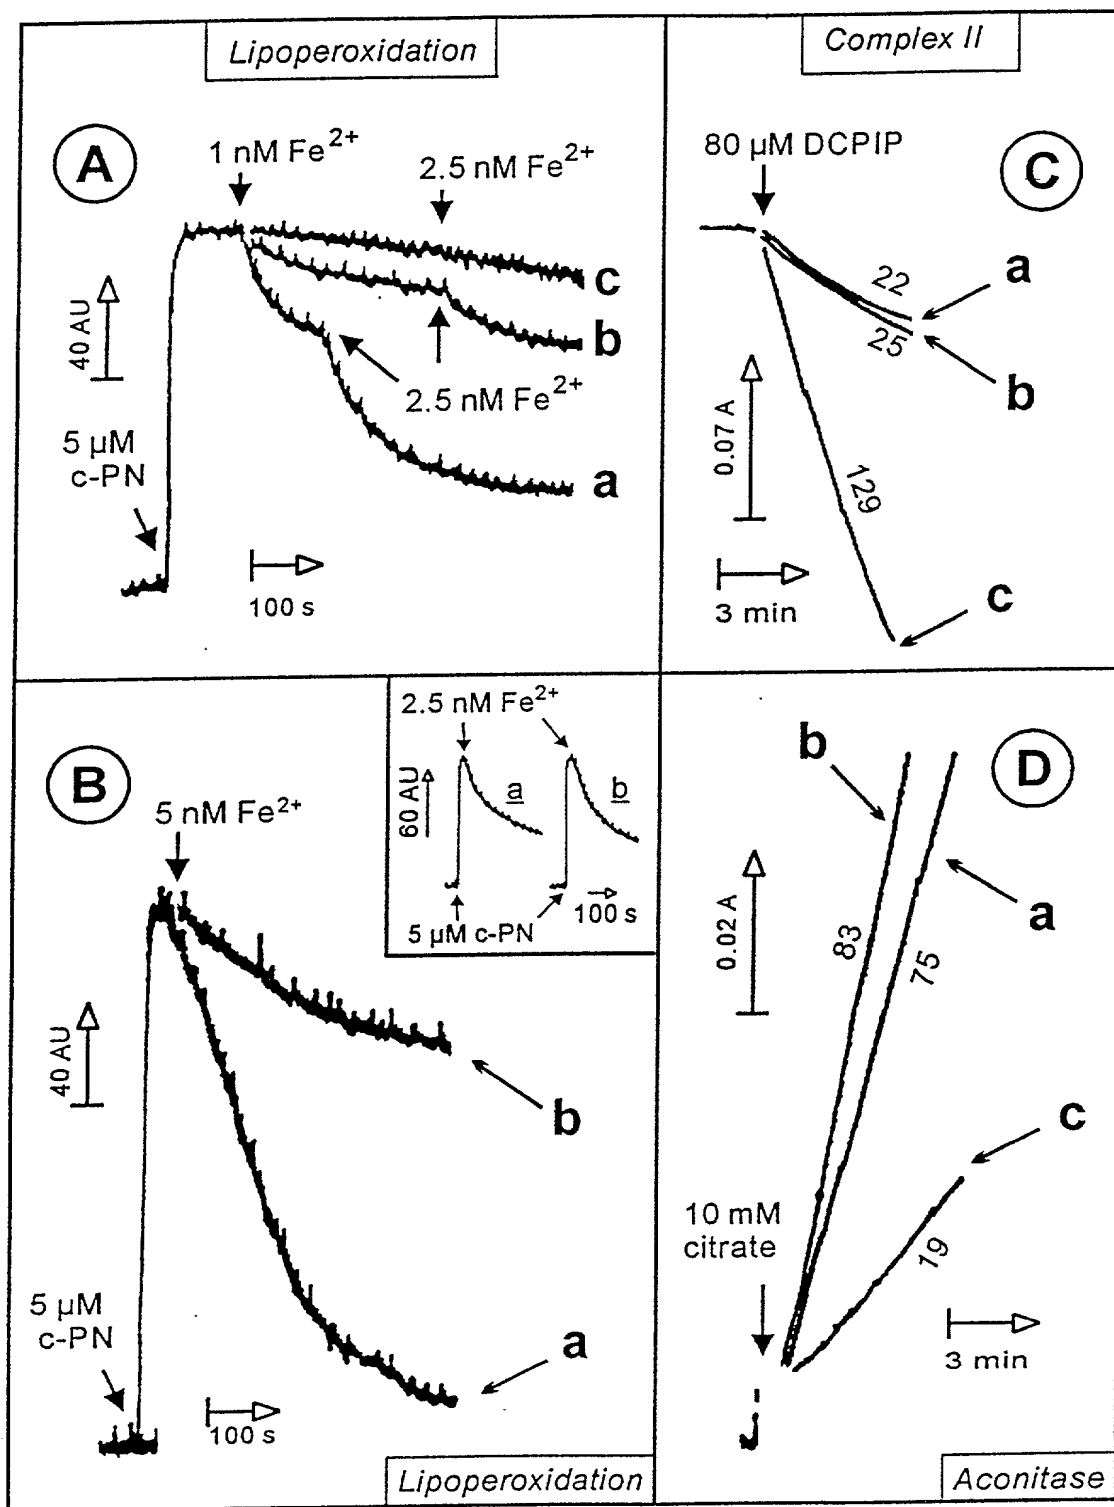 Lipoperoxidation
A
1 nM Fe2+
2.5 nM Fe2+
40 AU
c
b
2.5 nM Fe2+
5 µM
c-PN
a
100 s
Complex II
80 µM DCPIP
C
22
a
25
b
0.07 A
129
3 min
c
B
5 nM Fe2+
2.5 nM Fe2+
60 AU
a
b
100 s
5 µM c-PN
40 AU
b
5 µM
c-PN
a
100 s
Lipoperoxidation
b
D
0.02 A
83
75
a
c
10 mM
citrate
19
3 min
Aconitase